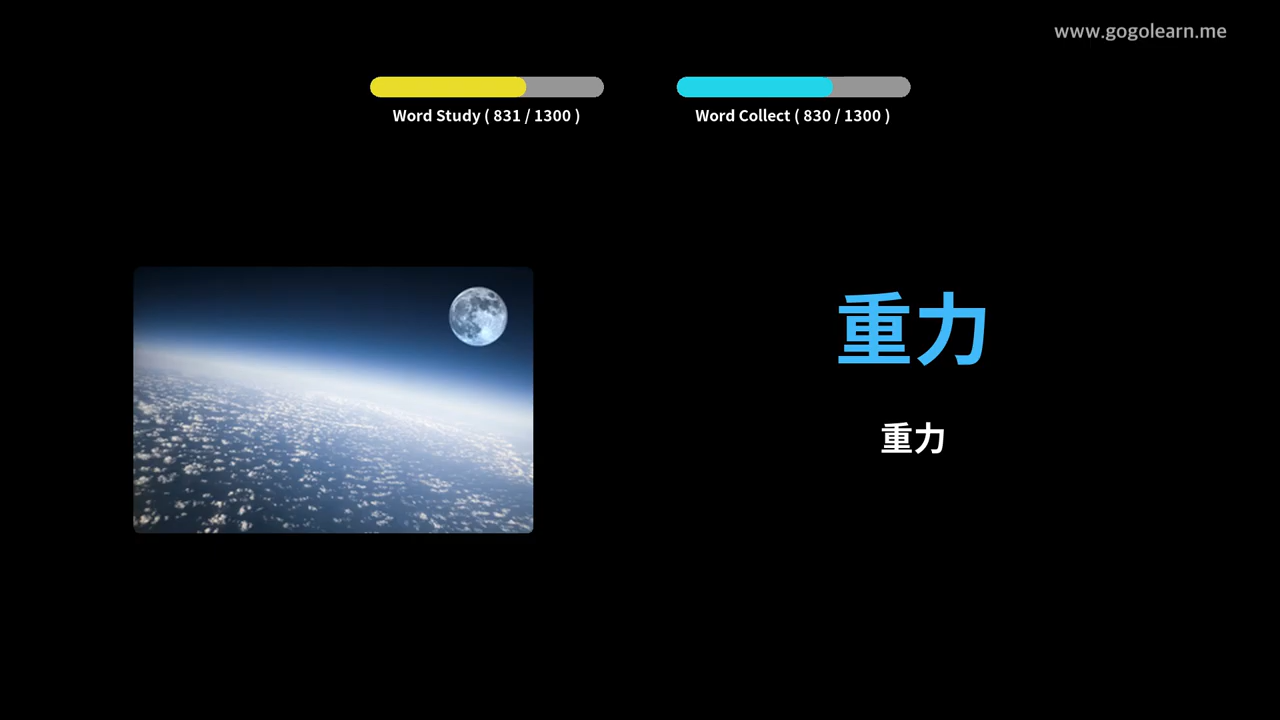 www.gogolearn.me
Word Study ( 831 / 1300 )
Word Collect ( 830 / 1300 )
重力
重力